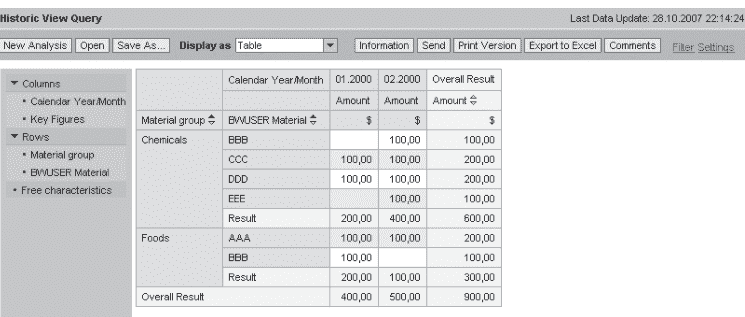 Historic View Query Last Data Update: 28.10.2007 22:14:24
New Analysis Open Save As... Display as Table Information Send Print Version Export to Excel Comments Filter Settings
Columns
Calendar Year/Month
Key Figures
Rows
Material group
BWUSER Material
Free characteristics
Calendar Year/Month 01.2000 02.2000 Overall Result
Amount Amount Amount
Material group BWUSER Material $ $ $
Chemicals BBB 100,00 100,00
CCC 100,00 100,00 200,00
DDD 100,00 100,00 200,00
EEE 100,00 100,00
Result 200,00 400,00 600,00
Foods AAA 100,00 100,00 200,00
BBB 100,00 100,00
Result 200,00 100,00 300,00
Overall Result 400,00 500,00 900,00